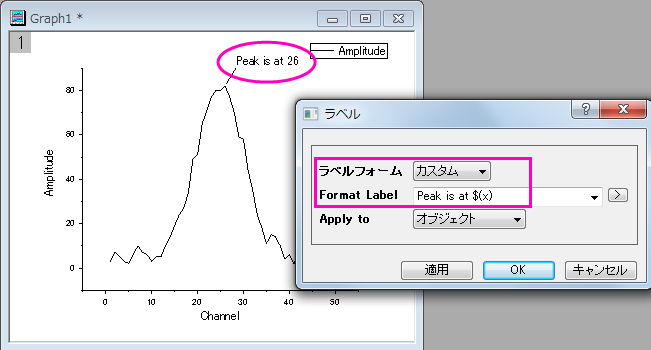 Graph1 *
1
Peak is at 26
Amplitude
80
60
40
20
0
Amplitude
0
10
20
30
40
50
Channel
ラベル
ラベルフォーム カスタム
Format Label Peak is at $(x)
Apply to オブジェクト
適用 OK キャンセル